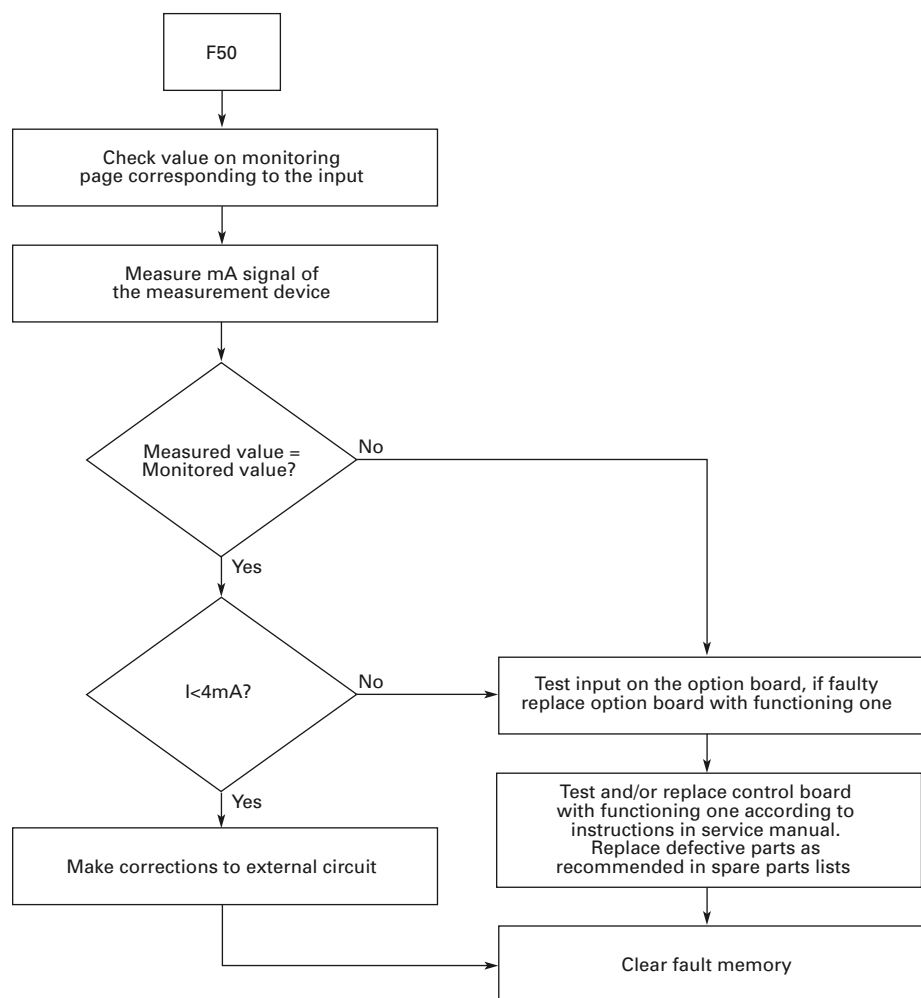 F50
Check value on monitoring
page corresponding to the input
Measure mA signal of
the measurement device
Measured value =
Monitored value?
No
Yes
I<4mA?
No
Test input on the option board, if faulty
replace option board with functioning one
Yes
Test and/or replace control board
with functioning one according to
instructions in service manual.
Replace defective parts as
recommended in spare parts lists
Make corrections to external circuit
Clear fault memory